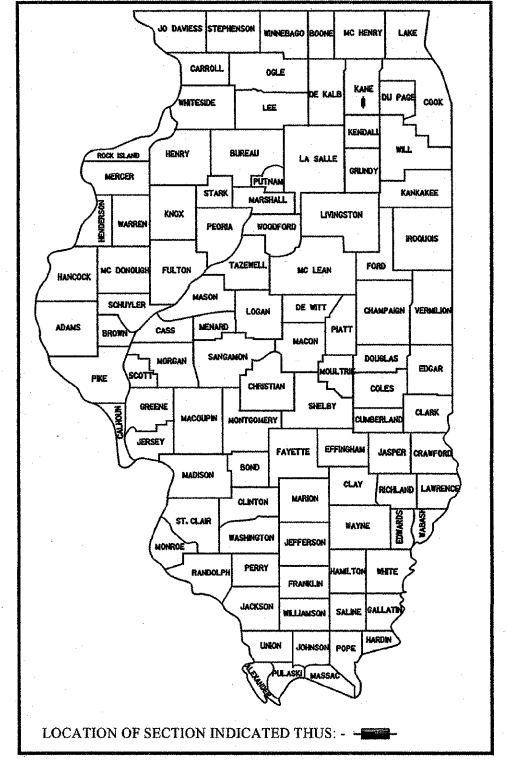 JO DAVIESS STEPHENSON WINNEBAGO BOONE MC HENRY LAKE
CARROLL OGLE
DE KALB KANE DU PAGE COOK
WHITESIDE LEE
KENDALL WILL
ROCK ISLAND HENRY BUREAU LA SALLE
MERCER GRUNDY
PUTNAM
STARK MARSHALL KANKAKEE
HENDERSON WARREN KNOX
PEORIA WOODFORD LIVINGSTON
IROQUOIS
HANCOCK MC DONOUGH FULTON TAZEWELL MC LEAN FORD
SCHUYLER MASON
ADAMS BROWN CASS MENARD LOGAN DE WITT CHAMPAIGN VERMILION
PIATT
MACON
PIKE SCOTT MORGAN SANGAMON DOUGLAS EDGAR
MOULTRIE
CHRISTIAN COLES
CALHOUN GREENE MACOUPIN MONTGOMERY SHELBY CUMBERLAND CLARK
JERSEY
FAYETTE EFFINGHAM JASPER CRAWFORD
MADISON BOND
CLAY RICHLAND LAWRENCE
CLINTON MARION
ST. CLAIR WAYNE EDWARDS WABASH
WASHINGTON JEFFERSON
MONROE
RANDOLPH PERRY HAMILTON WHITE
FRANKLIN
JACKSON WILLIAMSON SALINE GALLATIN
UNION JOHNSON POPE HARDIN
ALEXANDER PULASKI MASSAC
LOCATION OF SECTION INDICATED THUS: -